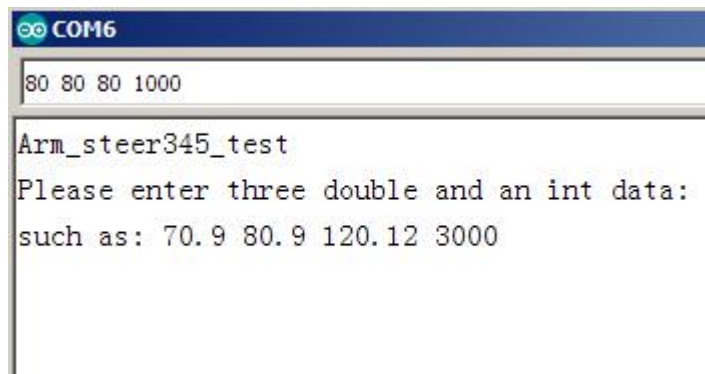 COM6
80 80 80 1000
Arm_steer345_test
Please enter three double and an int data:
such as: 70.9 80.9 120.12 3000